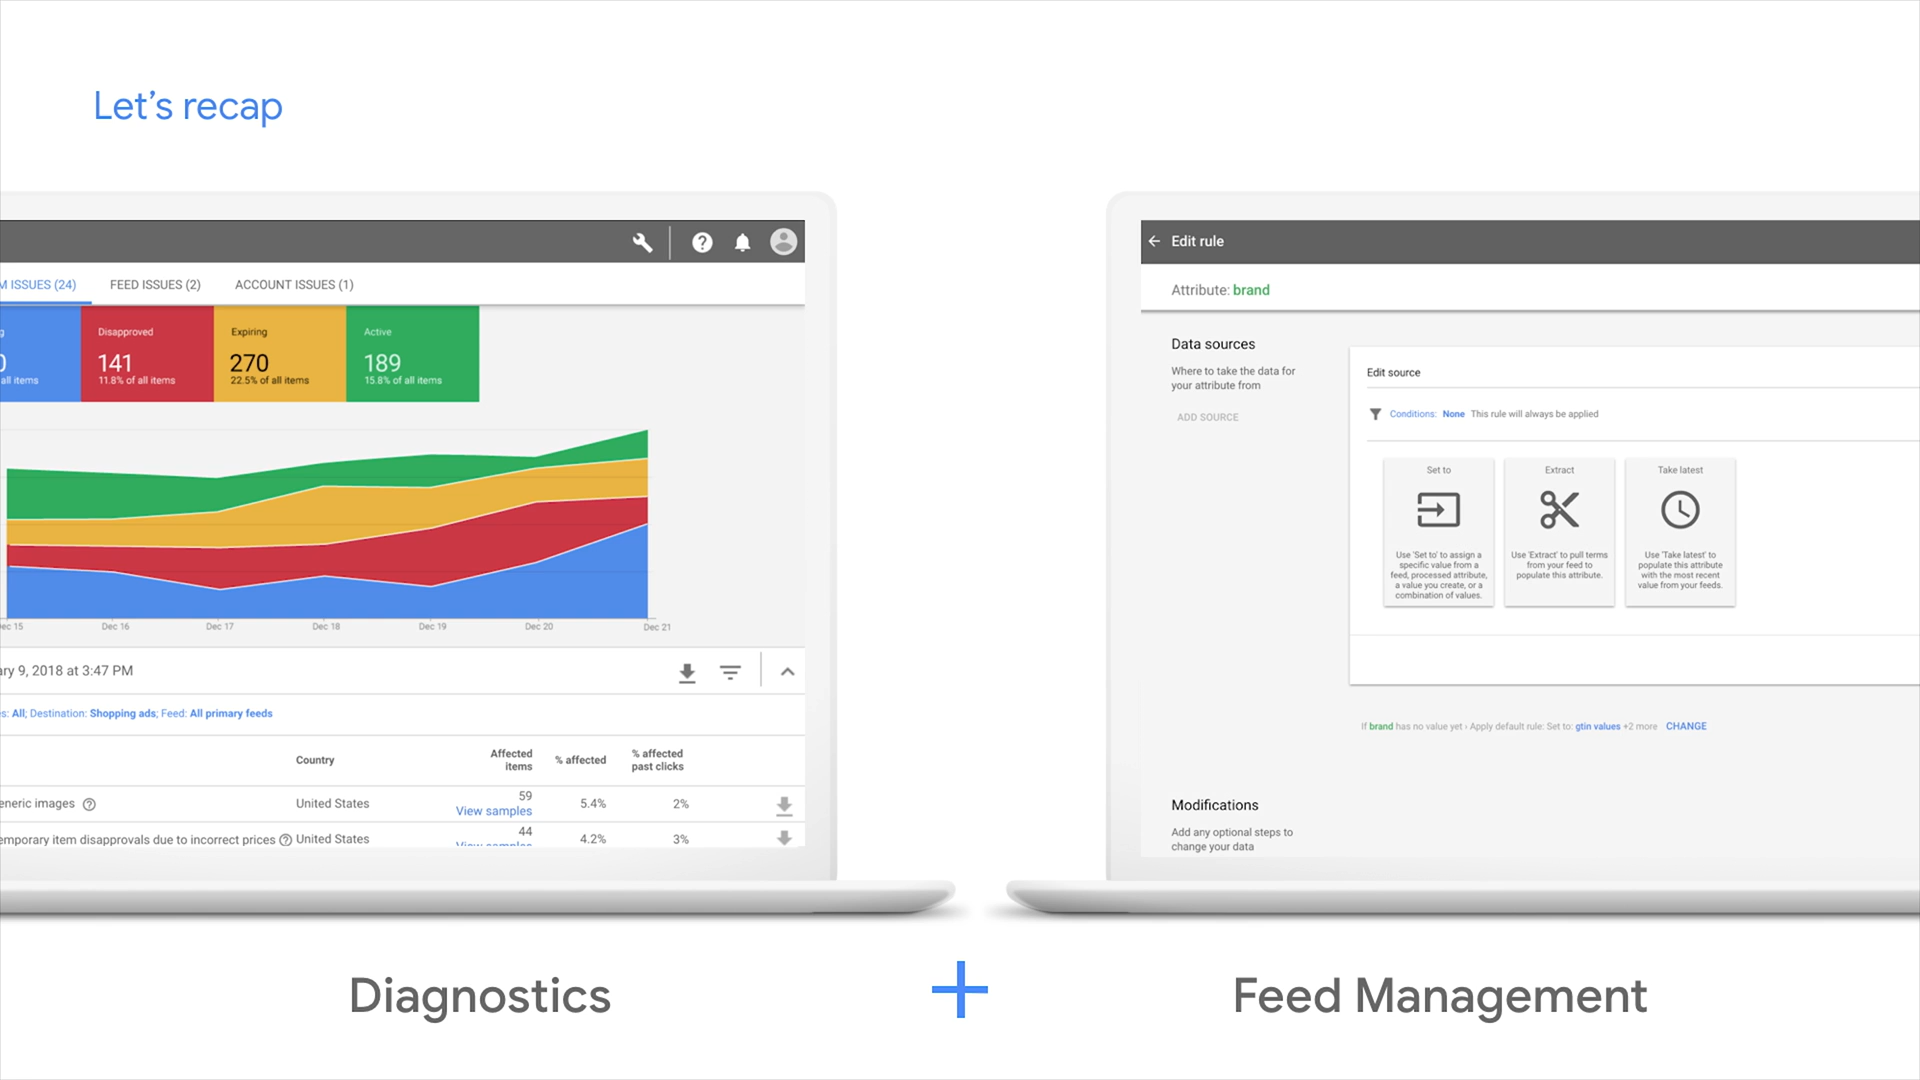 Let's recap
ISSUES (24)
FEED ISSUES (2)
ACCOUNT ISSUES (1)
all items
Disapproved
141
11.8% of all items
Expiring
270
22.5% of all items
Active
189
15.8% of all items
15
Dec 16
Dec 17
Dec 18
Dec 19
Dec 20
Dec 21
9, 2018 at 3:47 PM
All; Destination: Shopping ads; Feed: All primary feeds
Country
Affected
items
% affected
% affected
past clicks
images
United States
59
View samples
5.4%
2%
item disapprovals due to incorrect prices
United States
44
4.2%
3%
Diagnostics
Edit rule
Attribute: brand
Data sources
Where to take the data for
your attribute from
ADD SOURCE
Edit source
Conditions: None This rule will always be applied
Set to
Use 'Set to' to assign a
specific value from a
feed, processed attribute,
a value you create, or a
combination of values.
Extract
Use 'Extract' to pull terms
from your feed to
populate this attribute.
Take latest
Use 'Take latest' to
populate this attribute
with the most recent
value from your feeds.
If brand has no value yet › Apply default rule: Set to: gtin values +2 more CHANGE
Modifications
Add any optional steps to
change your data
Feed Management